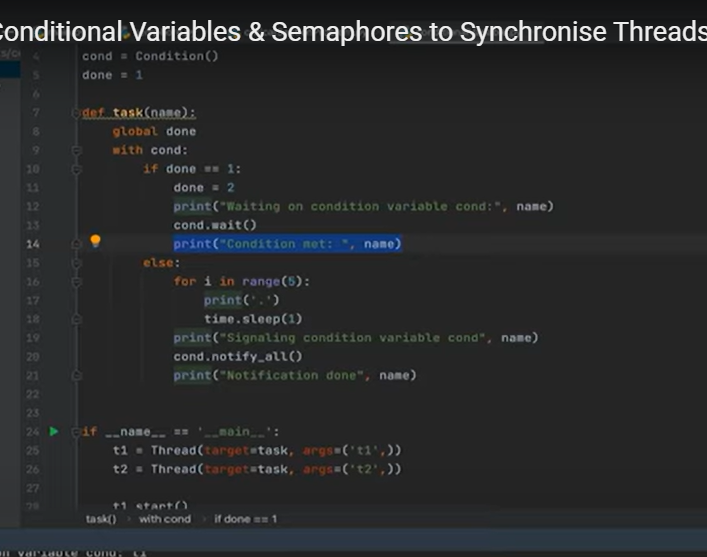 Conditional Variables & Semaphores to Synchronise Threads
4 cond = Condition()
5 done = 1
6
7 def task(name):
8 global done
9 with cond:
10 if done == 1:
11 done = 2
12 print("Waiting on condition variable cond:", name)
13 cond.wait()
14 print("Condition met: ", name)
15 else:
16 for i in range(5):
17 print('.')
18 time.sleep(1)
19 print("Signaling condition variable cond", name)
20 cond.notify_all()
21 print("Notification done", name)
22
23
24 if __name__ == '__main__':
25 t1 = Thread(target=task, args=('t1',))
26 t2 = Thread(target=task, args=('t2',))
27
28 t1 start()
task() › with cond › if done == 1
variable cond: t1